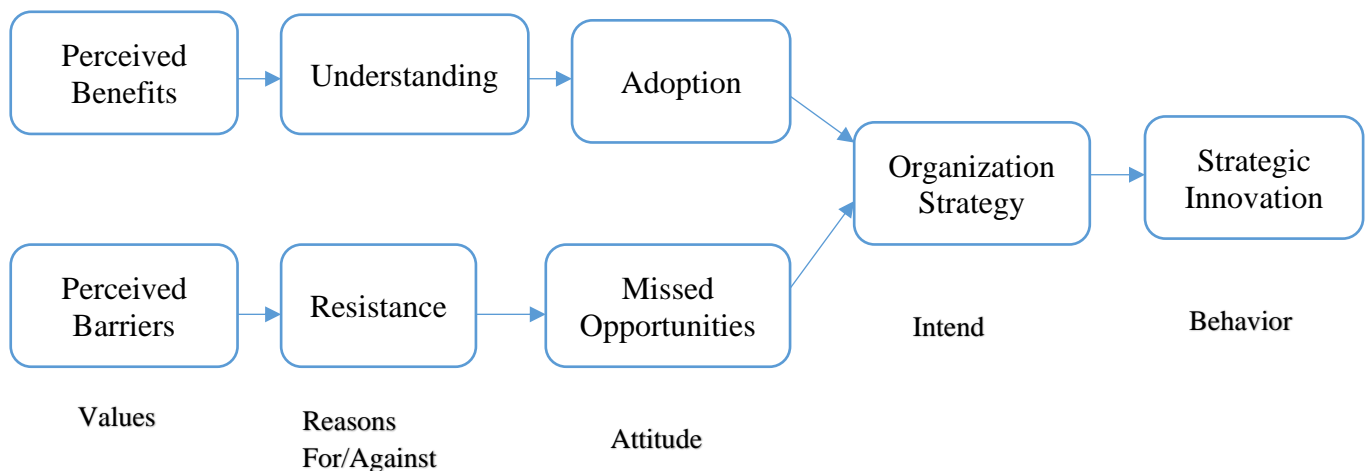 Perceived
Benefits
Understanding
Adoption
Organization
Strategy
Strategic
Innovation
Perceived
Barriers
Resistance
Missed
Opportunities
Intend
Behavior
Values
Reasons
For/Against
Attitude